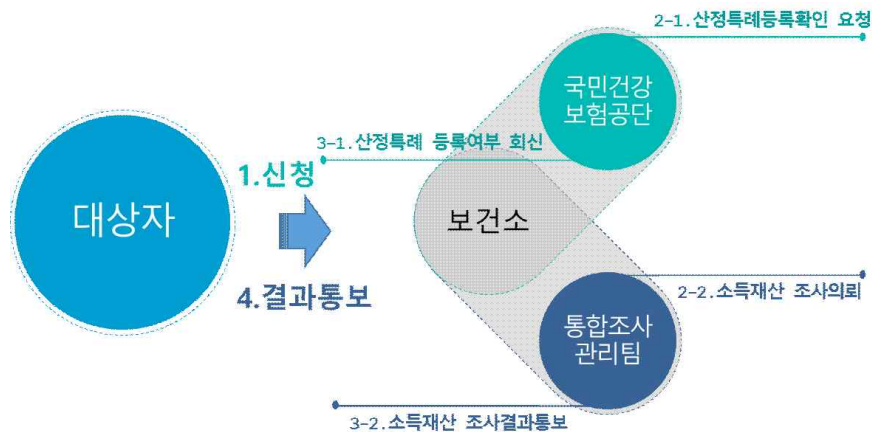 2-1.산정특례등록확인 요청
국민건강
보험공단
3-1.산정특례 등록여부 회신
1.신청
대상자
보건소
4.결과통보
2-2.소득재산 조사의뢰
통합조사
관리팀
3-2.소득재산 조사결과통보